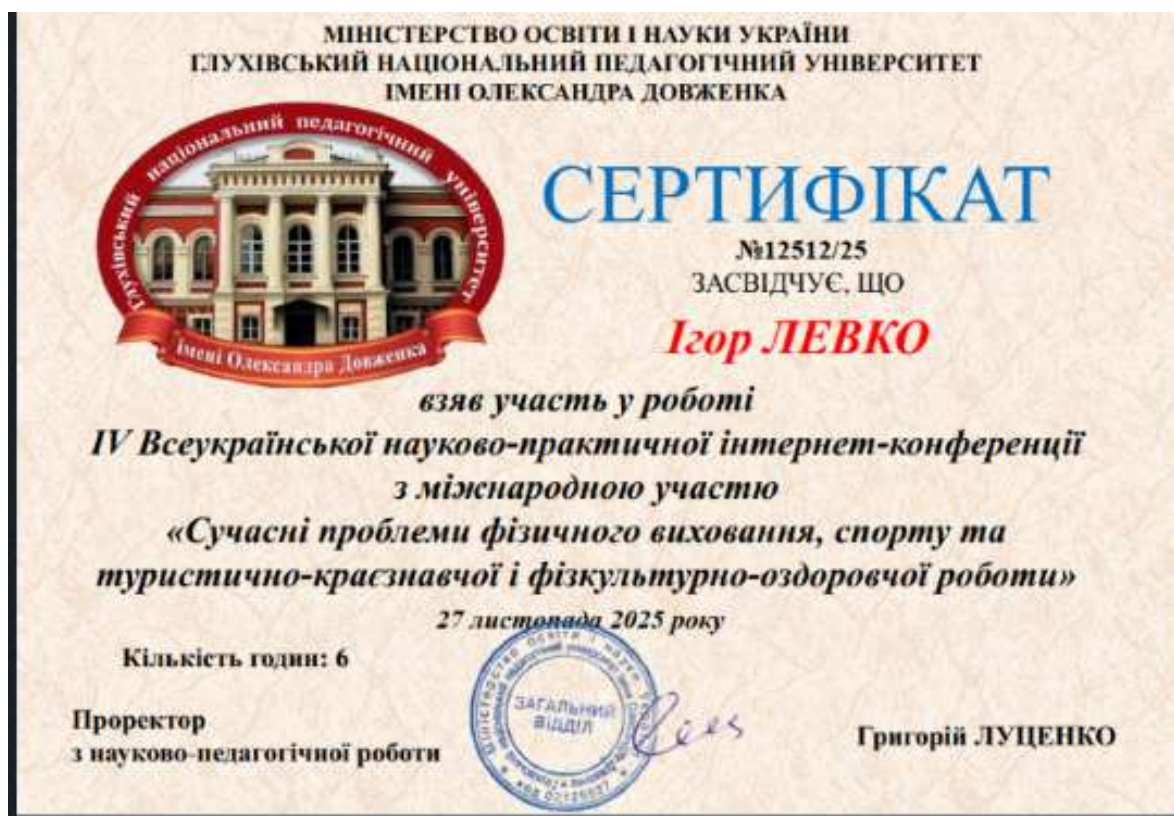 МІНІСТЕРСТВО ОСВІТИ І НАУКИ УКРАЇНИ
ГЛУХІВСЬКИЙ НАЦІОНАЛЬНИЙ ПЕДАГОГІЧНИЙ УНІВЕРСИТЕТ
ІМЕНІ ОЛЕКСАНДРА ДОВЖЕНКА
Глухівський національний педагогічний університет
імені Олександра Довженка
СЕРТИФІКАТ
№12512/25
ЗАСВІДЧУЄ, ЩО
Ігор ЛЕВКО
взяв участь у роботі
IV Всеукраїнської науково-практичної інтернет-конференції
з міжнародною участю
«Сучасні проблеми фізичного виховання, спорту та
туристично-краєзнавчої і фізкультурно-оздоровчої роботи»
27 листопада 2025 року
Кількість годин: 6
ЗАГАЛЬНИЙ
ВІДДІЛ
Проректор
з науково-педагогічної роботи
Григорій ЛУЦЕНКО